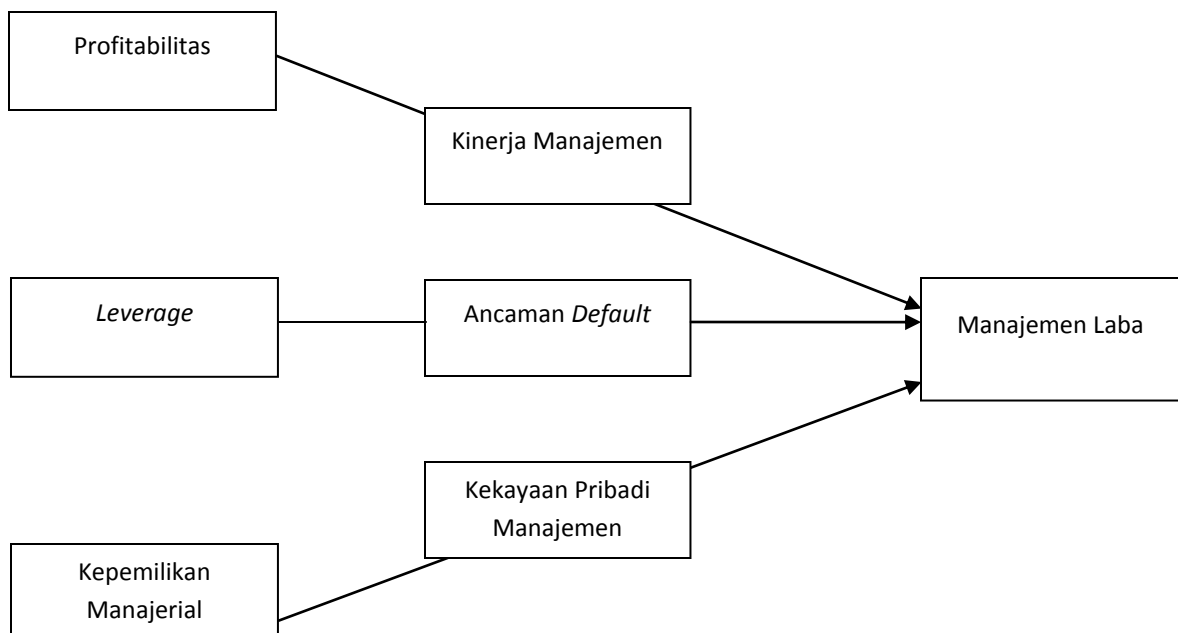 Profitabilitas
Kinerja Manajemen
Leverage
Ancaman Default
Manajemen Laba
Kekayaan Pribadi
Manajemen
Kepemilikan
Manajerial